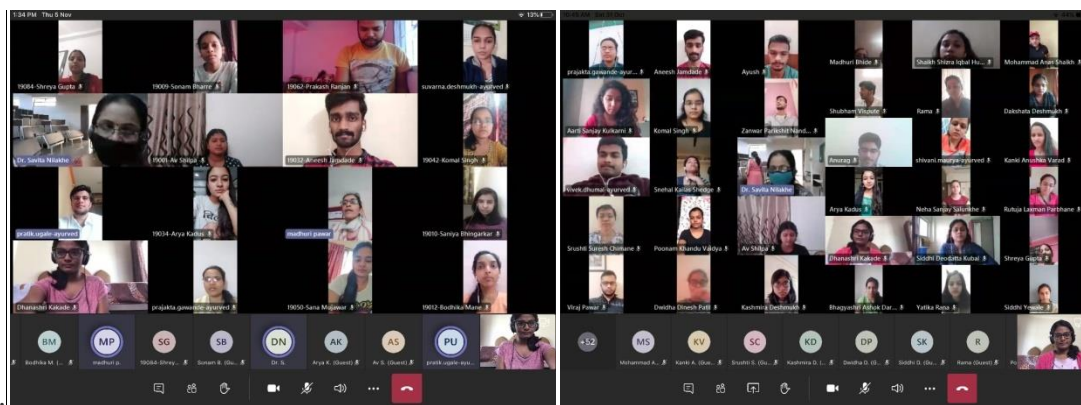 1:34 PM Thu 5 Nov
13%
19084-Shreya Gupta
19009-Sonam Bharre
19062-Prakash Ranjan
suvarna.deshmukh-ayurved
Dr. Savita Nilakhe
19081-Av Shilpa
19032-Aneesh Jamdade
19042-Komal Singh
pratik.ugale-ayurved
19034-Arya Kadus
madhuri pawar
19010-Saniya Bhingarkar
Dhanashri Kakade
prajakta.gawande-ayurved
19050-Sana Mujawar
19012-Bodhika Mane
BM
MP
SG
SB
DN
AK
AS
PU
Bodhika M. (...
madhuri p.
19084-Shray...
Sonam B. (Gu...
Dr. S.
Arya K. (Guest)
Av S. (Guest)
pratik.ugale-ayu...
prajakta.gawande-ayur...
Aneesh Jamdade
Ayush
Madhuri Bhide
Shaikh Shizra Iqbal Hu...
Mohammad Anas Shaikh
Aarti Sanjay Kulkarni
Komal Singh
Zanwar Parikshit Nand...
Shubham Vispute
Rama
Dakshata Deshmukh
vivek.dhumal-ayurved
Snehal Kailas Shedge
Dr. Savita Nilakhe
Anurag
shivani.maurya-ayurved
Kanki Anushka Varad
Srushti Suresh Chimane
Poonam Khandu Vaidya
Av Shilpa
Arya Kadus
Neha Sanjay Salunkhe
Rutuja Laxman Parbhane
Dhanashri Kakade
Siddhi Deodatta Kubal
Shreya Gupta
Viraj Pawar
Dwidha Dinesh Patil
Kashmira Deshmukh
Bhagyashri Ashok Dar...
Yatika Rana
Siddhi Yewale
+52
MS
KV
SC
KD
DP
SK
R
Mohammad A...
Kanki A. (Gue...
Srushti S. (Gu...
Kashmira D. (...
Dwidha D. (G...
Siddhi D. (Gue...
Rama (Guest)
Po